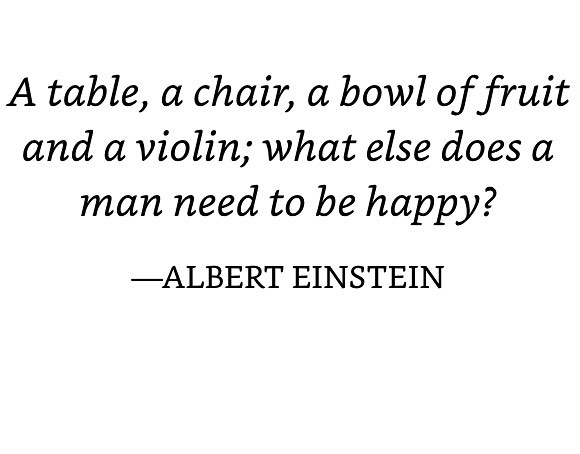 A table, a chair, a bowl of fruit
and a violin; what else does a
man need to be happy?
—ALBERT EINSTEIN